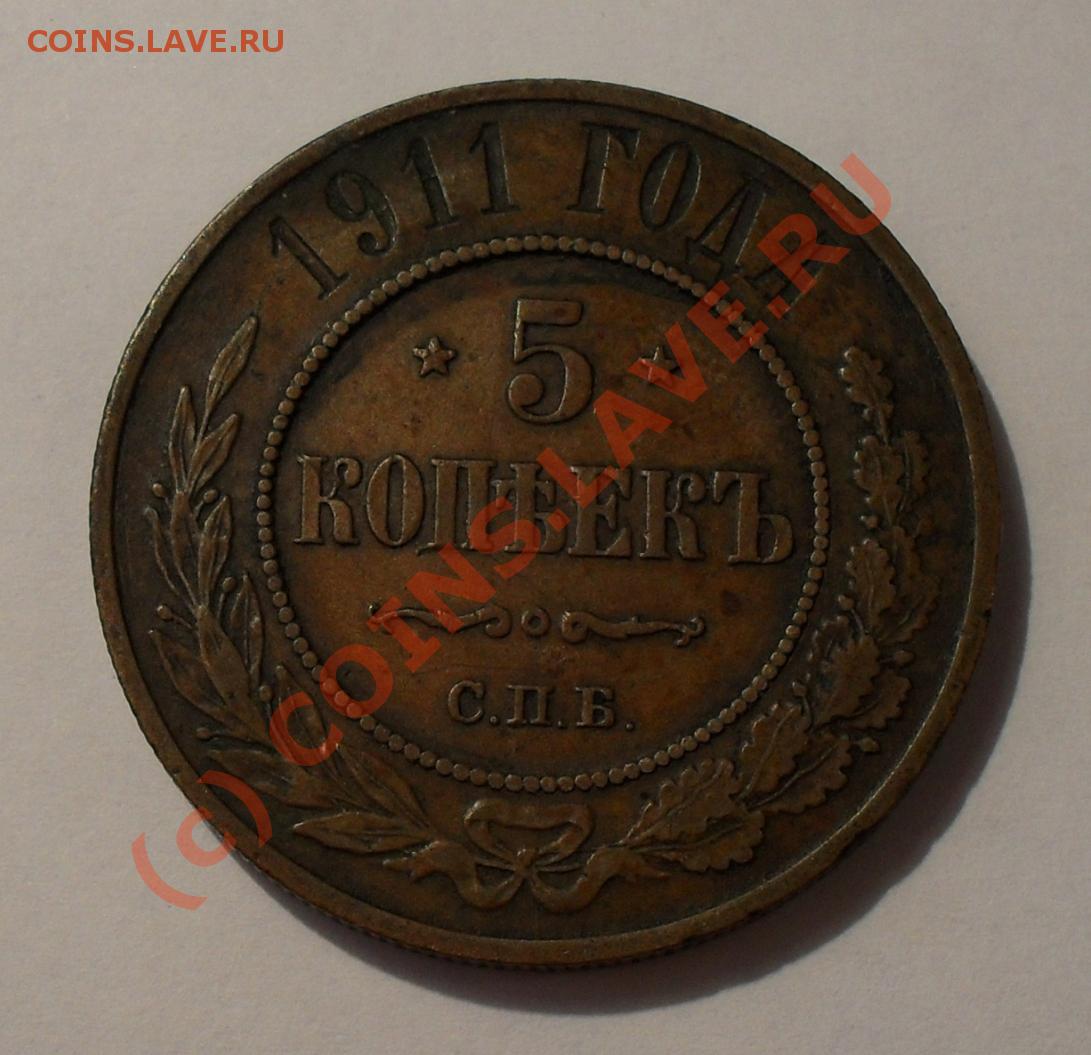 COINS.LAVE.RU
1911 ГОДА
5
КОПѢЕКЪ
С.П.Б.
(c) COINS.LAVE.RU